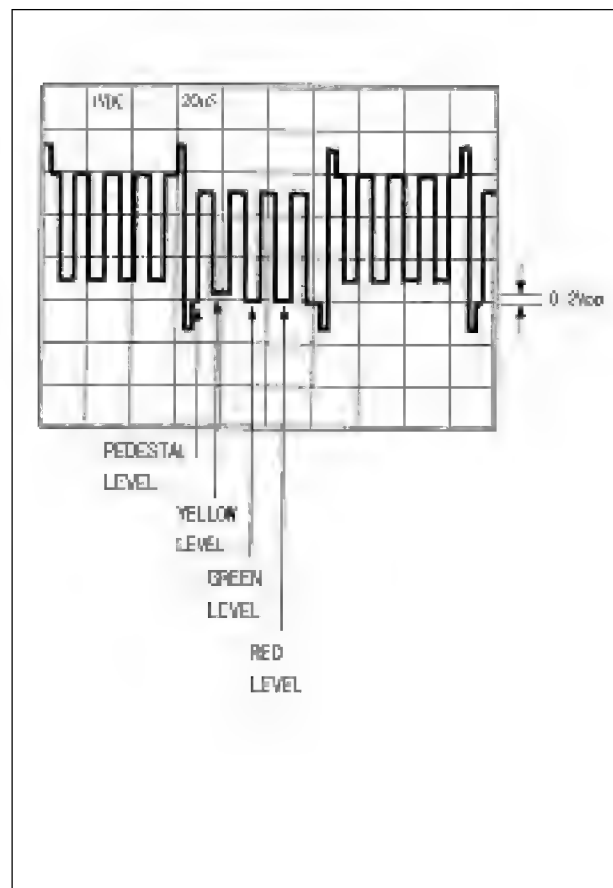 1VDC 20uS
0.2Vpp
PEDESTAL
LEVEL
YELLOW
LEVEL
GREEN
LEVEL
RED
LEVEL